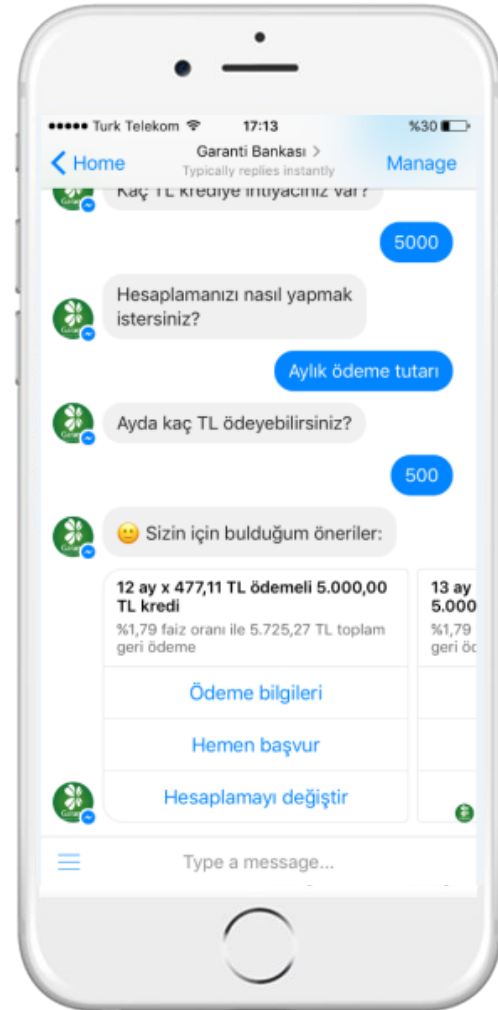 Turk Telekom 17:13 %30
Home Garanti Bankası > Manage
Typically replies instantly
Kaç TL krediye ihtiyacınız var?
5000
Hesaplamanızı nasıl yapmak
istersiniz?
Aylık ödeme tutarı
Ayda kaç TL ödeyebilirsiniz?
500
Sizin için bulduğum öneriler:
12 ay x 477,11 TL ödemeli 5.000,00
TL kredi
%1,79 faiz oranı ile 5.725,27 TL toplam
geri ödeme
Ödeme bilgileri
Hemen başvur
Hesaplamayı değiştir
13 ay
5.000
%1,79
geri öd
Type a message...